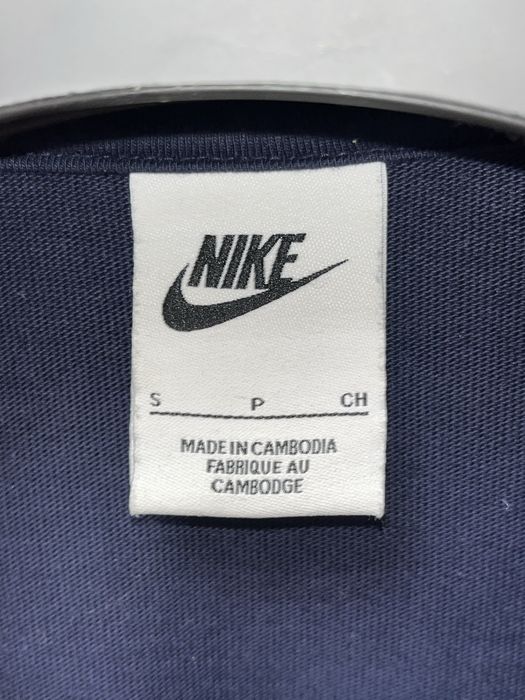 NIKE
S P CH
MADE IN CAMBODIA
FABRIQUE AU
CAMBODGE